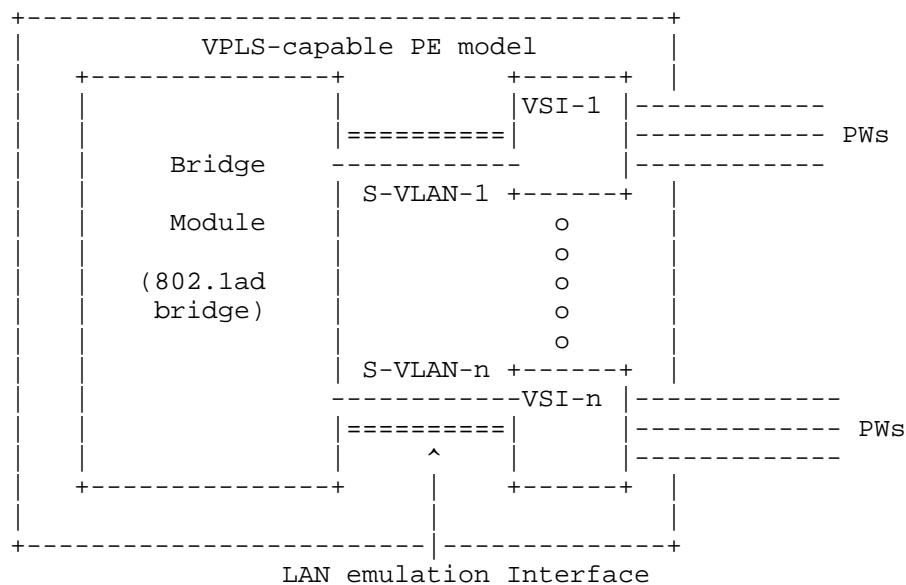 VPLS-capable PE model
VSI-1
PWs
Bridge
S-VLAN-1
Module
o
o
(802.1ad
o
bridge)
o
o
S-VLAN-n
VSI-n
PWs
LAN emulation Interface